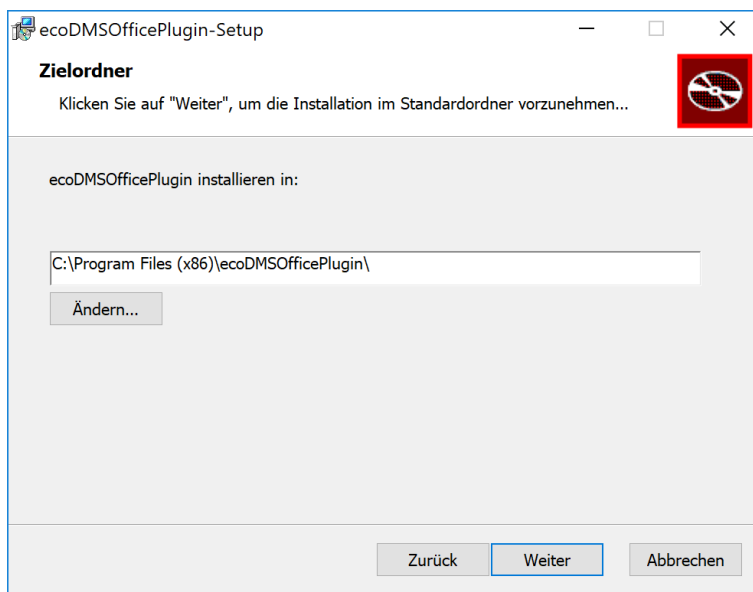 ecoDMSOfficePlugin-Setup
Zielordner
Klicken Sie auf "Weiter", um die Installation im Standardordner vorzunehmen...
ecoDMSOfficePlugin installieren in:
C:\Program Files (x86)\ecoDMSOfficePlugin\
Ändern...
Zurück Weiter Abbrechen